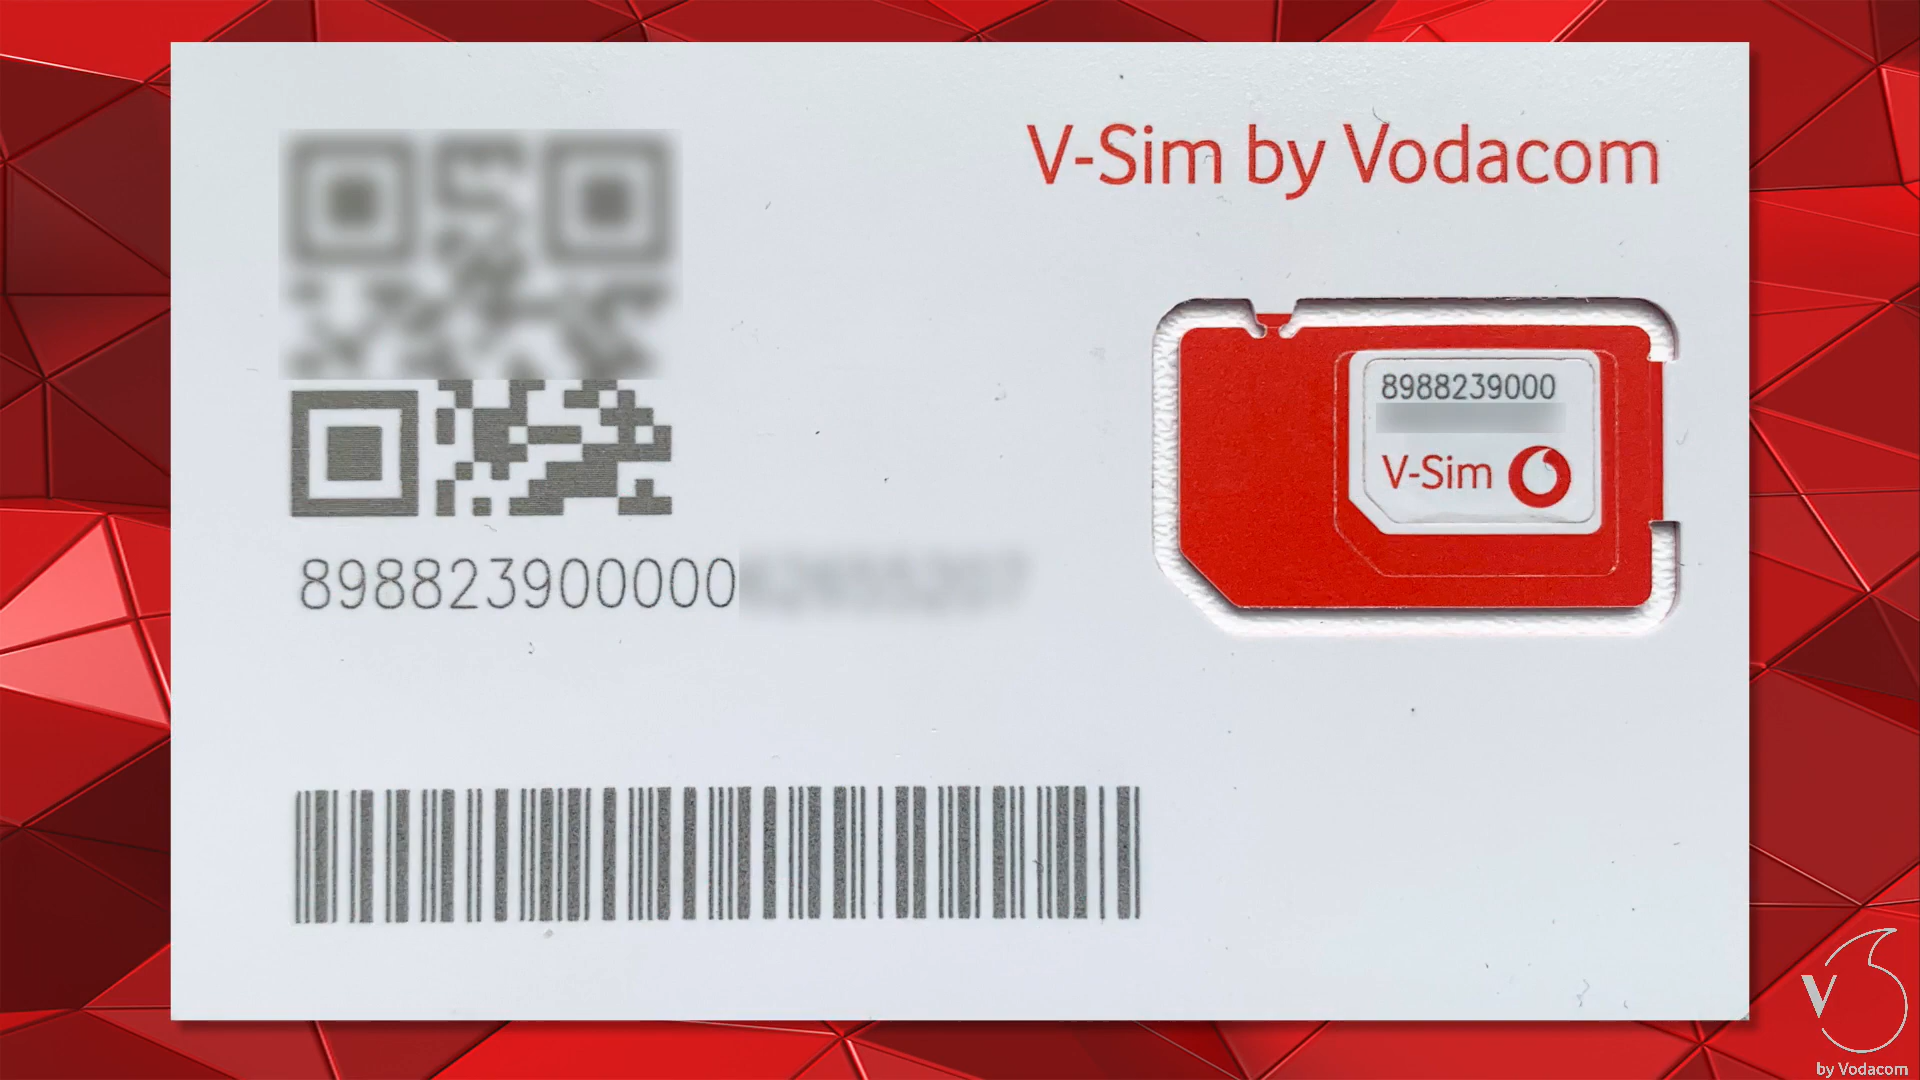 V-Sim by Vodacom
8988239000
V-Sim
898823900000
by Vodacom